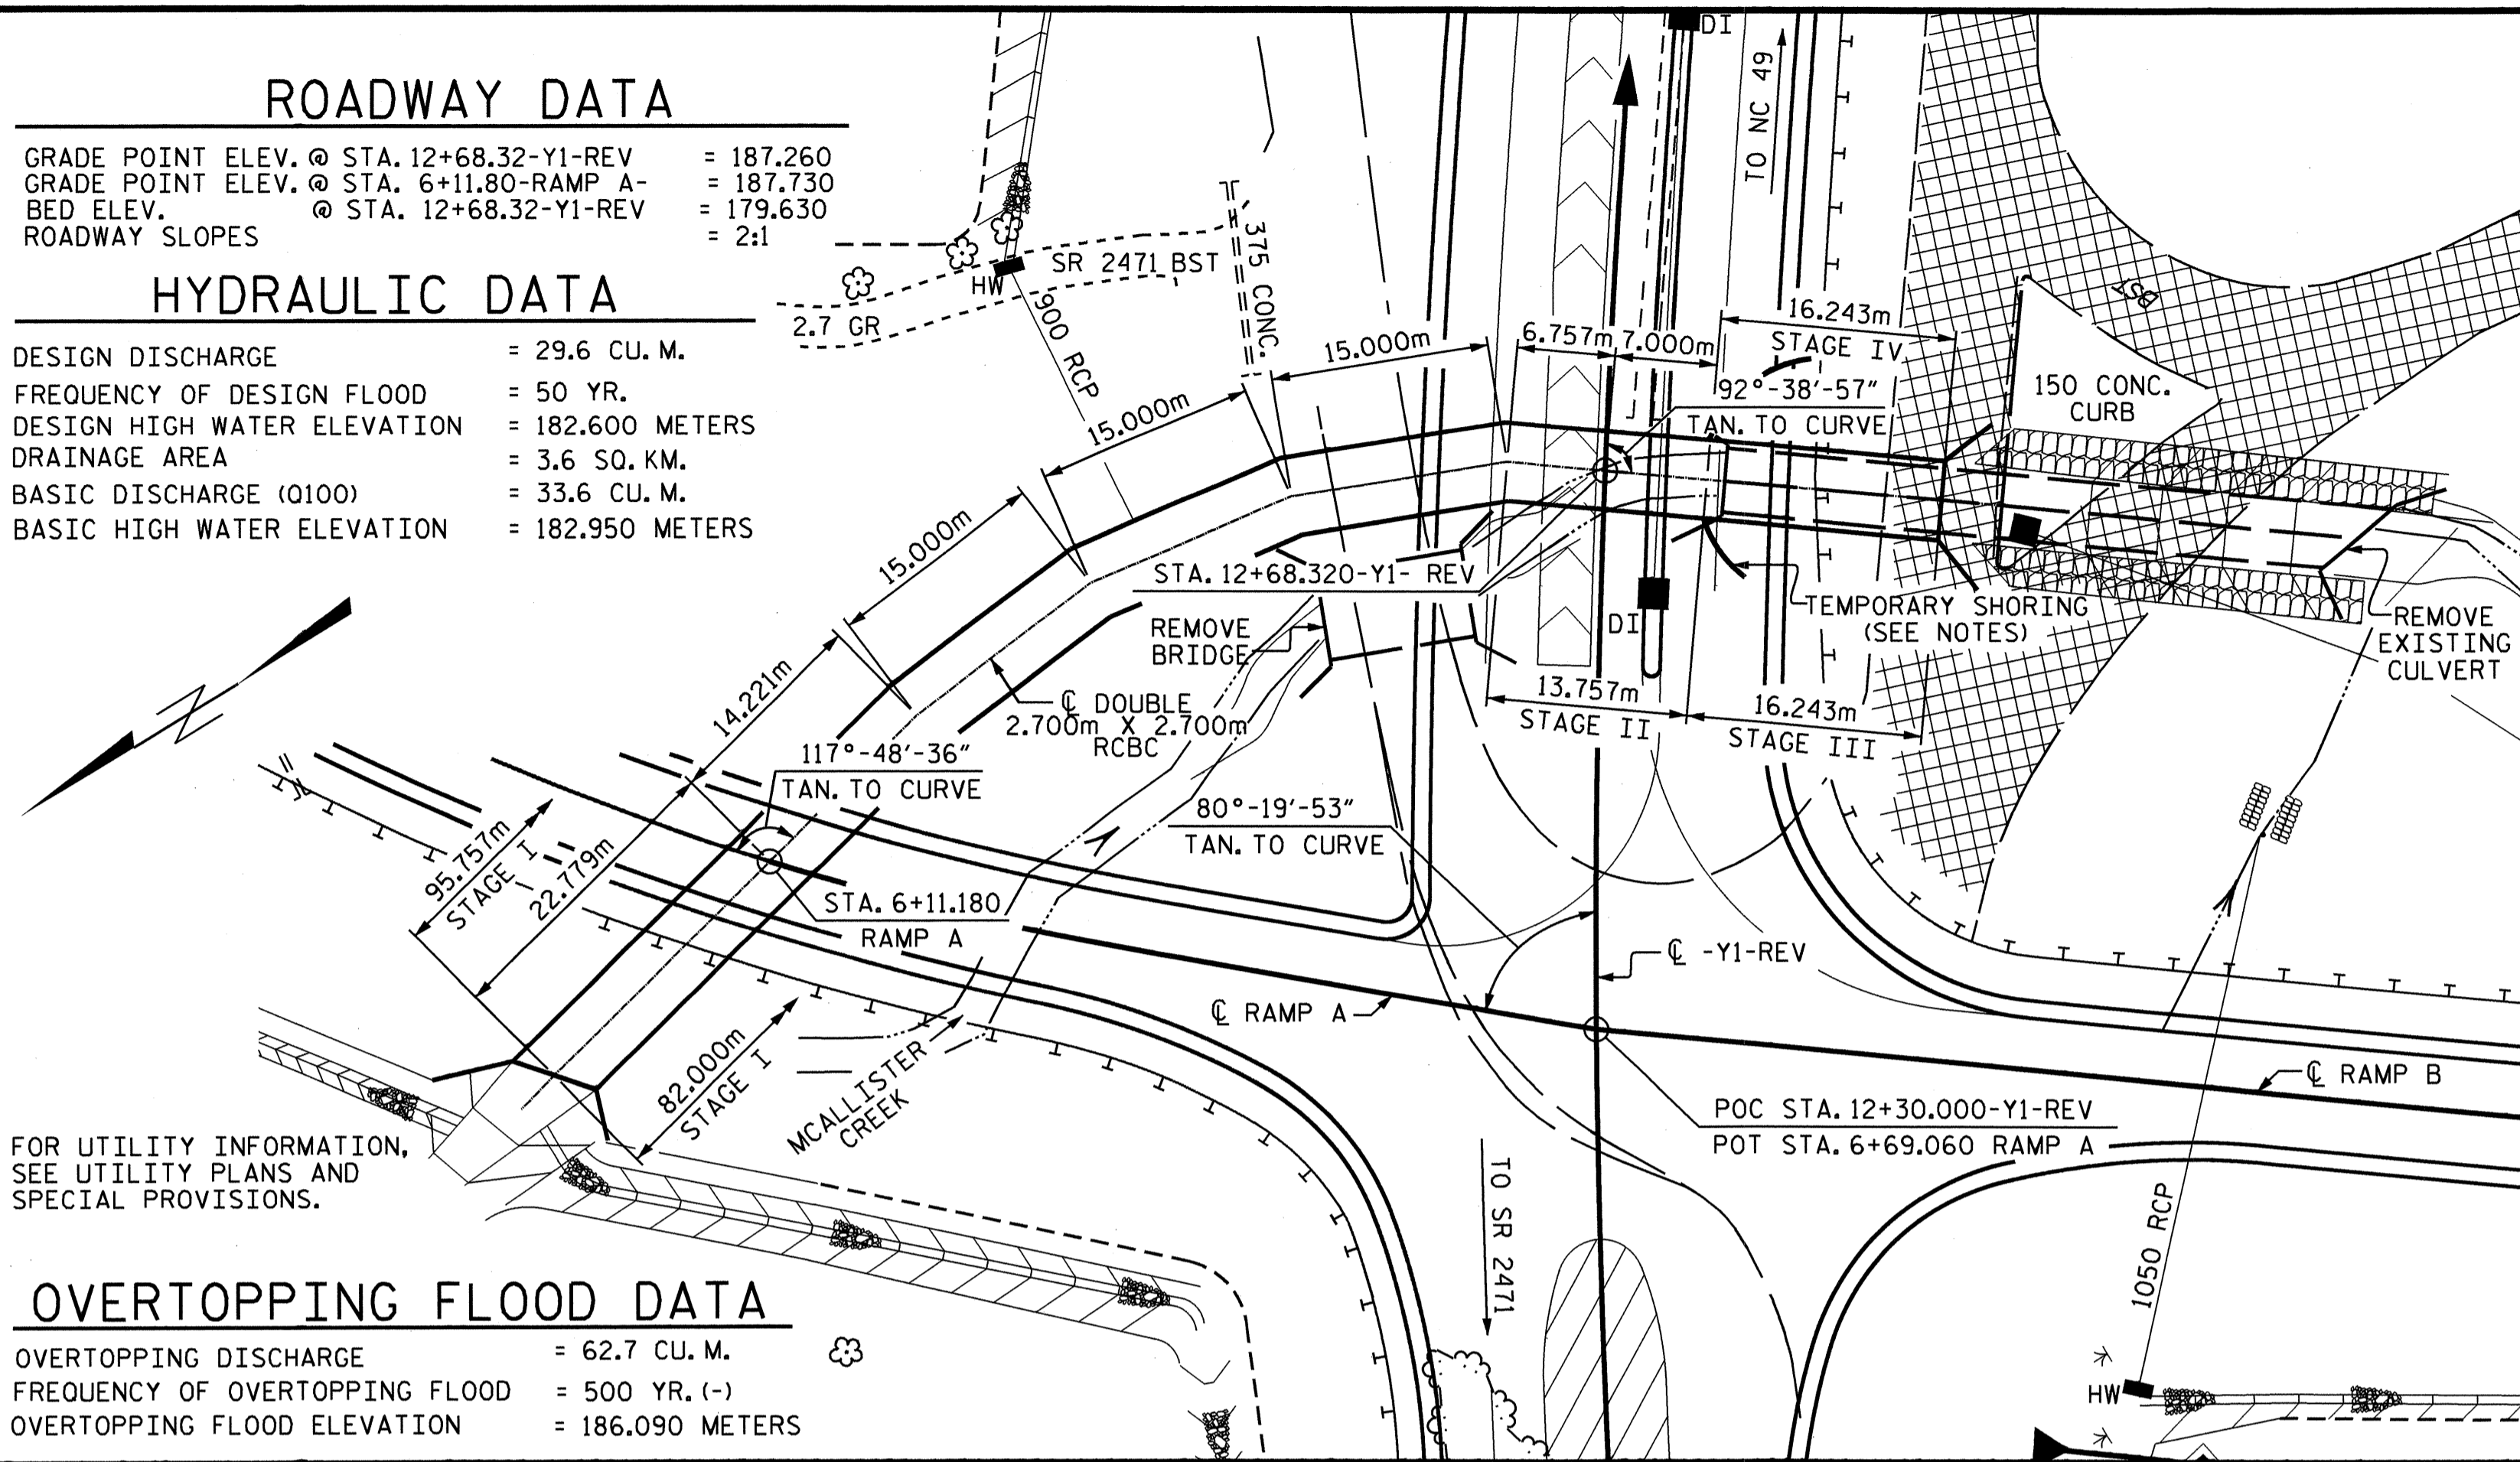 ROADWAY DATA
GRADE POINT ELEV. @ STA. 12+68.32-Y1-REV = 187.260
GRADE POINT ELEV. @ STA. 6+11.80-RAMP A- = 187.730
BED ELEV. @ STA. 12+68.32-Y1-REV = 179.630
ROADWAY SLOPES = 2:1
HYDRAULIC DATA
DESIGN DISCHARGE = 29.6 CU. M.
FREQUENCY OF DESIGN FLOOD = 50 YR.
DESIGN HIGH WATER ELEVATION = 182.600 METERS
DRAINAGE AREA = 3.6 SQ. KM.
BASIC DISCHARGE (Q100) = 33.6 CU. M.
BASIC HIGH WATER ELEVATION = 182.950 METERS
DI
TO NC 49
SR 2471 BST
HW
2.7 GR
900 RCP
375 CONC.
BST
15.000m
15.000m
15.000m
14.221m
6.757m
7.000m
16.243m
STAGE IV
92°-38'-57"
TAN. TO CURVE
150 CONC.
CURB
STA. 12+68.320-Y1- REV
REMOVE
BRIDGE
DI
TEMPORARY SHORING
(SEE NOTES)
REMOVE
EXISTING
CULVERT
℄ DOUBLE
2.700m X 2.700m
RCBC
13.757m
STAGE II
16.243m
STAGE III
117°-48'-36"
TAN. TO CURVE
80°-19'-53"
TAN. TO CURVE
95.757m
STAGE I
22.779m
STA. 6+11.180
RAMP A
℄ -Y1-REV
℄ RAMP A
82.000m
STAGE I
MCALLISTER
CREEK
℄ RAMP B
POC STA. 12+30.000-Y1-REV
POT STA. 6+69.060 RAMP A
TO SR 2471
1050 RCP
HW
FOR UTILITY INFORMATION,
SEE UTILITY PLANS AND
SPECIAL PROVISIONS.
OVERTOPPING FLOOD DATA
OVERTOPPING DISCHARGE = 62.7 CU. M.
FREQUENCY OF OVERTOPPING FLOOD = 500 YR. (-)
OVERTOPPING FLOOD ELEVATION = 186.090 METERS